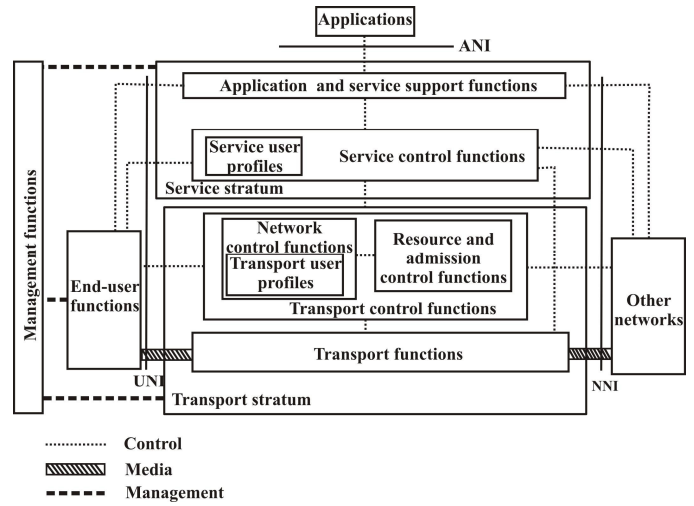 Applications
ANI
Application and service support functions
Service user
profiles
Service control functions
Service stratum
Management functions
End-user
functions
Network
control functions
Transport user
profiles
Resource and
admission
control functions
Transport control functions
Other
networks
Transport functions
UNI
NNI
Transport stratum
Control
Media
Management